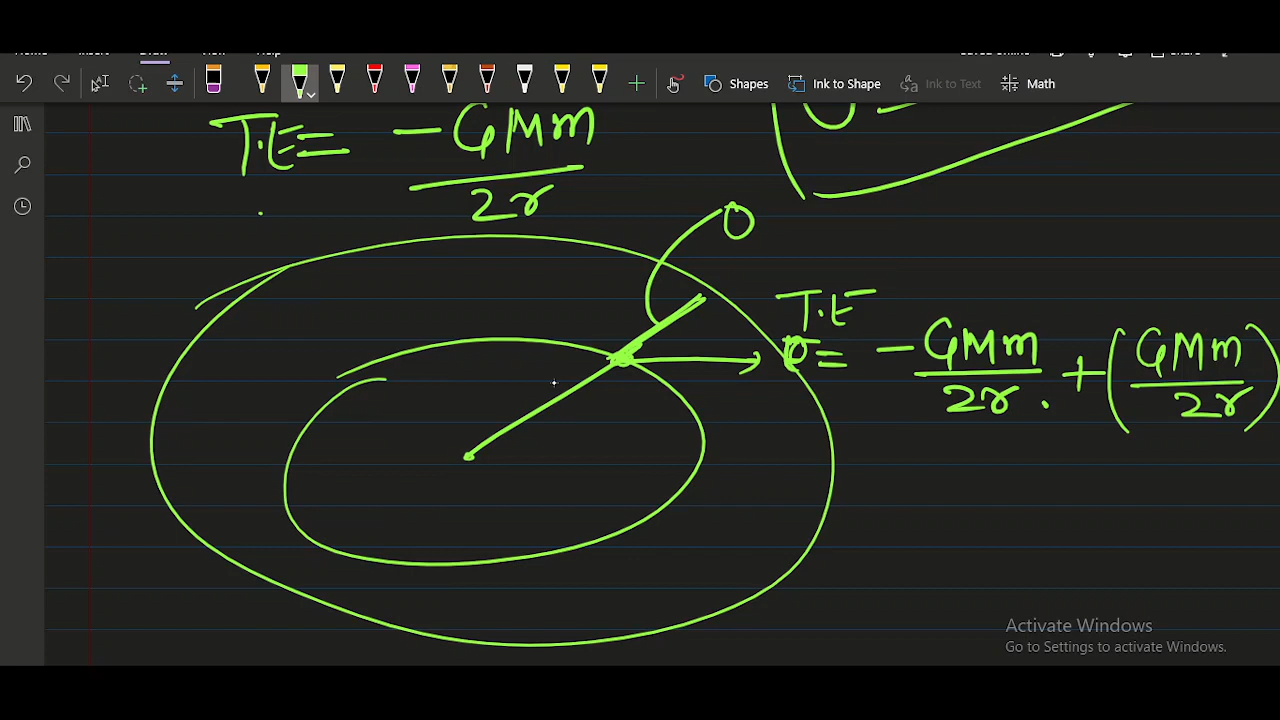 Ink to Shape
Shapes
Ink to Text
Math
T.E = - GMm
2r
0
T.E
= - GMm / 2r + (GMm / 2r)
Activate Windows
Go to Settings to activate Windows.